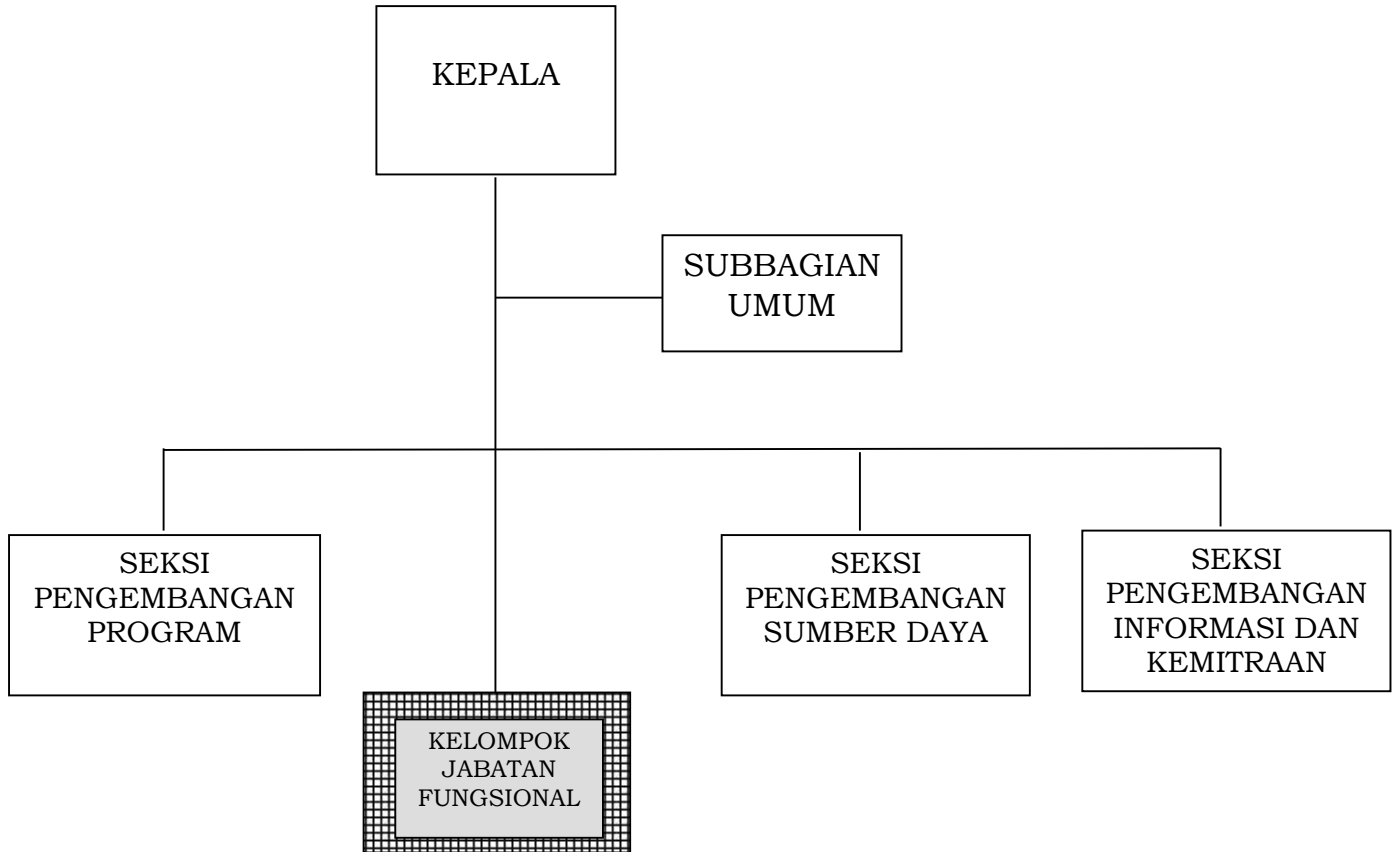 KEPALA
SUBBAGIAN
UMUM
SEKSI
PENGEMBANGAN
PROGRAM
SEKSI
PENGEMBANGAN
SUMBER DAYA
SEKSI
PENGEMBANGAN
INFORMASI DAN
KEMITRAAN
KELOMPOK
JABATAN
FUNGSIONAL